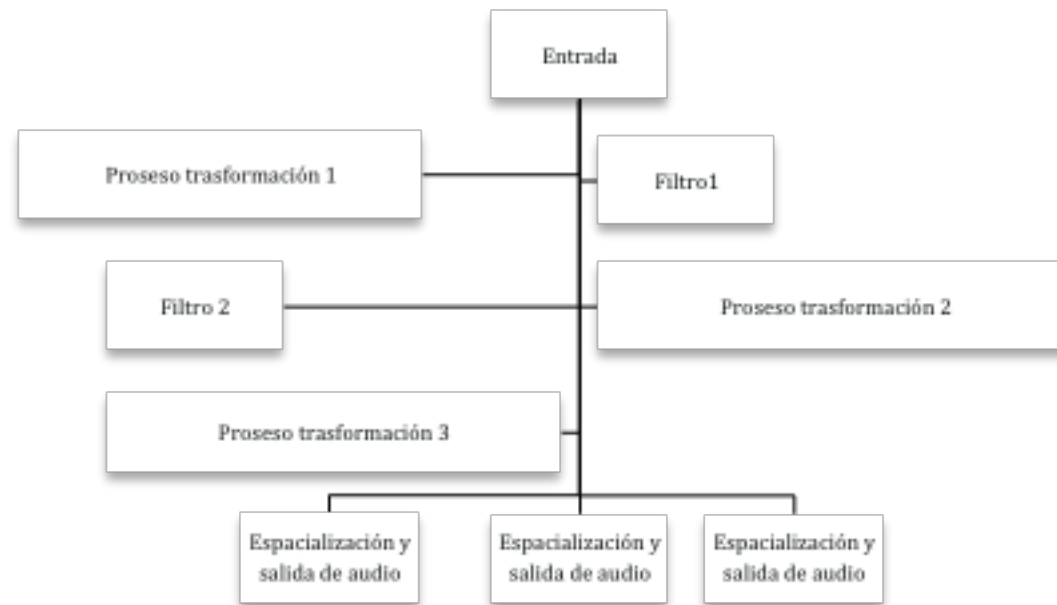 Entrada
Proseso trasformación 1
Filtro1
Filtro 2
Proseso trasformación 2
Proseso trasformación 3
Espacialización y
salida de audio
Espacialización y
salida de audio
Espacialización y
salida de audio